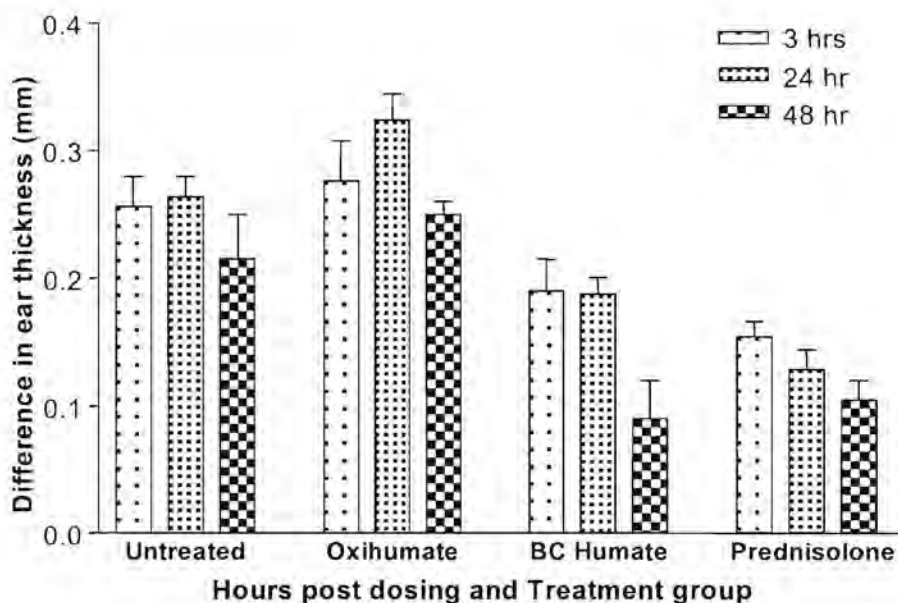 Difference in ear thickness (mm)
0.4
0.3
0.2
0.1
0.0
3 hrs
24 hr
48 hr
Untreated Oxihumate BC Humate Prednisolone
Hours post dosing and Treatment group